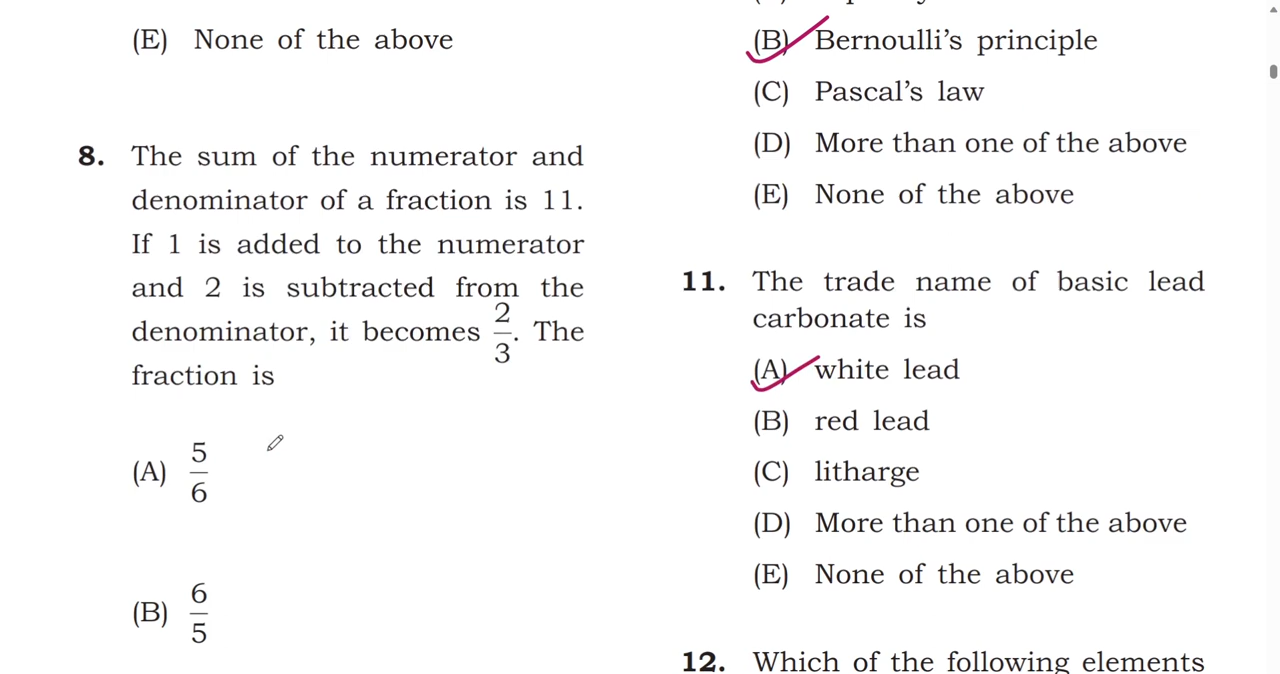 (E) None of the above
8. The sum of the numerator and
denominator of a fraction is 11.
If 1 is added to the numerator
and 2 is subtracted from the
denominator, it becomes 2/3. The
fraction is
(A) 5/6
(B) 6/5
(B) Bernoulli's principle
(C) Pascal's law
(D) More than one of the above
(E) None of the above
11. The trade name of basic lead
carbonate is
(A) white lead
(B) red lead
(C) litharge
(D) More than one of the above
(E) None of the above
12. Which of the following elements